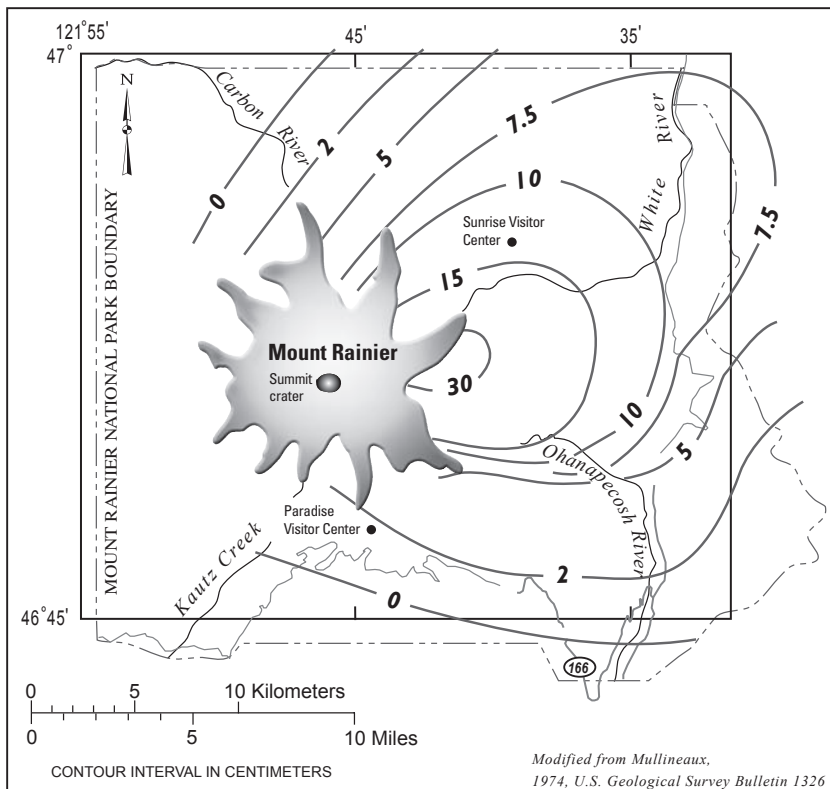 121˚55'
45'
35'
47˚
N
Carbon
River
0
2
5
7.5
10
White River
7.5
Sunrise Visitor
Center
15
MOUNT RAINIER NATIONAL PARK BOUNDARY
Mount Rainier
Summit
crater
30
10
5
Ohanapecosh River
Paradise
Visitor Center
Kautz Creek
2
0
46˚45'
166
0 5 10 Kilometers
0 5 10 Miles
CONTOUR INTERVAL IN CENTIMETERS
Modified from Mullineaux,
1974, U.S. Geological Survey Bulletin 1326